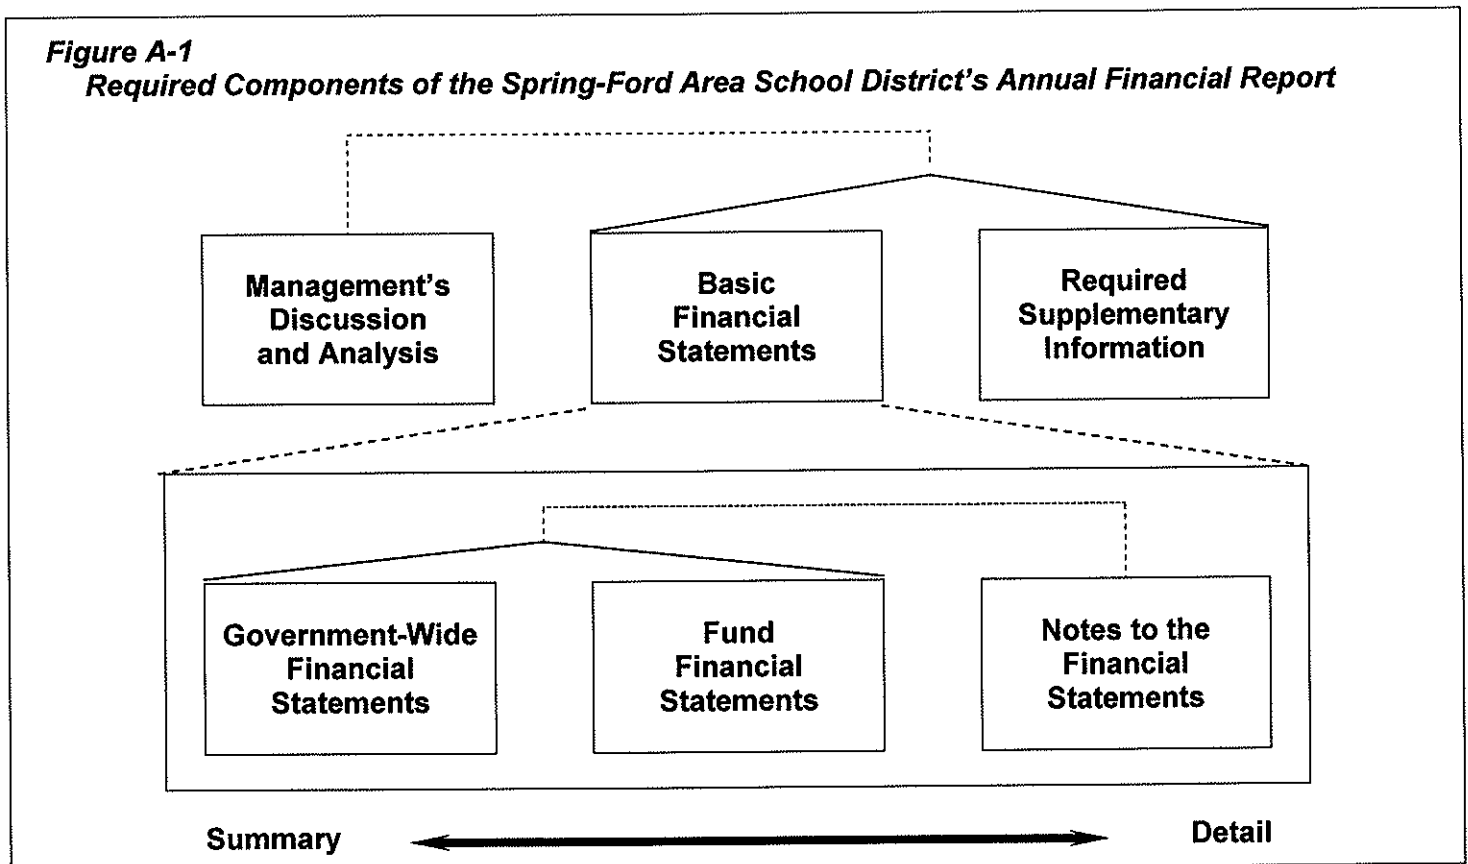 Figure A-1
Required Components of the Spring-Ford Area School District's Annual Financial Report
Management's
Discussion
and Analysis
Basic
Financial
Statements
Required
Supplementary
Information
Government-Wide
Financial
Statements
Fund
Financial
Statements
Notes to the
Financial
Statements
Summary
Detail